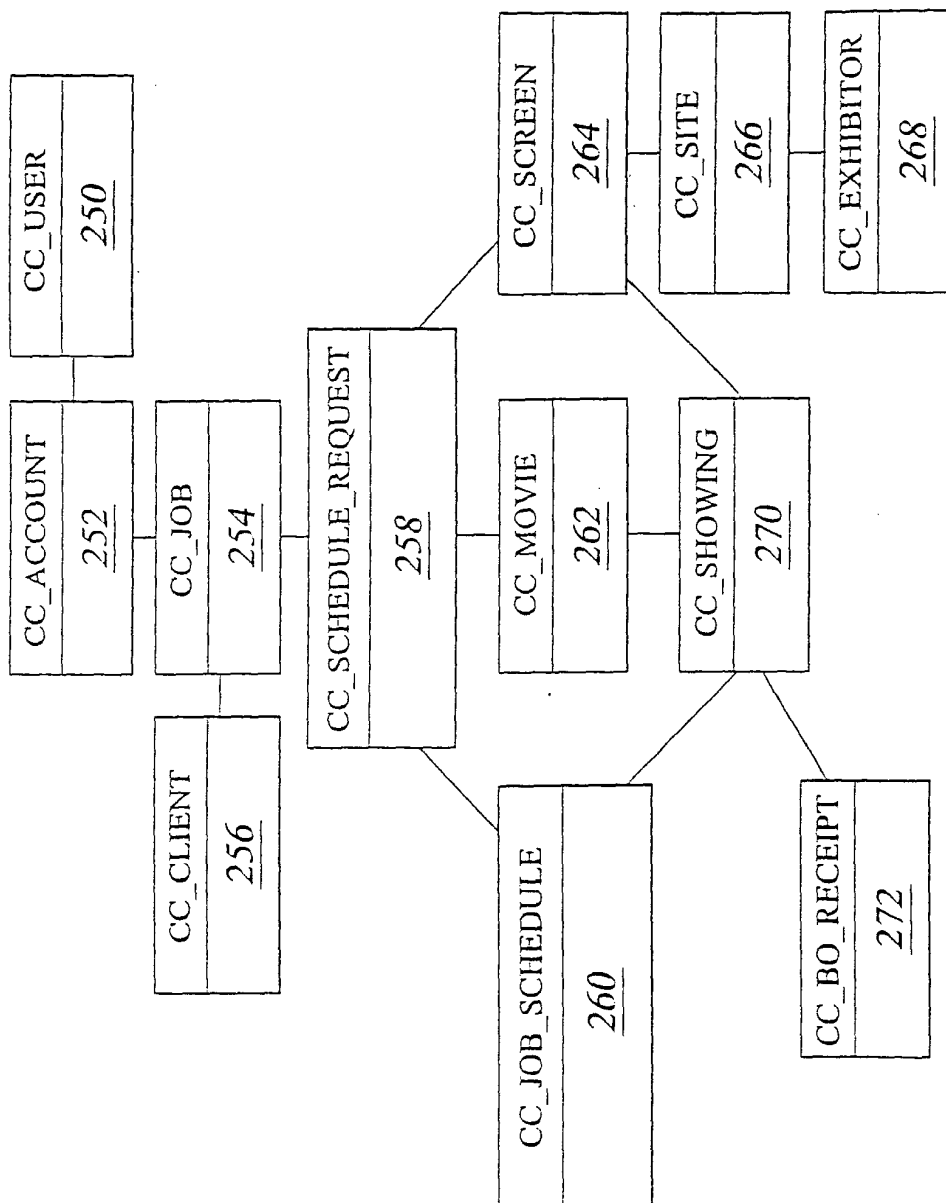 CC_USER
250
CC_ACCOUNT
252
CC_JOB
254
CC_CLIENT
256
CC_SCHEDULE_REQUEST
258
CC_SCREEN
264
CC_MOVIE
262
CC_JOB_SCHEDULE
260
CC_SITE
266
CC_SHOWING
270
CC_EXHIBITOR
268
CC_BO_RECEIPT
272